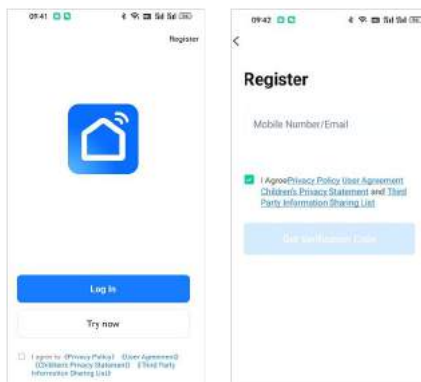 09:41
Register
Log In
Try now
I agree to 《Privacy Policy》 《User Agreement》
《Children's Privacy Statement》 《Third Party
Information Sharing List》
09:42
Register
Mobile Number/Email
I AgreePrivacy Policy User Agreement
Children's Privacy Statement and Third
Party Information Sharing List
Get Verification Code